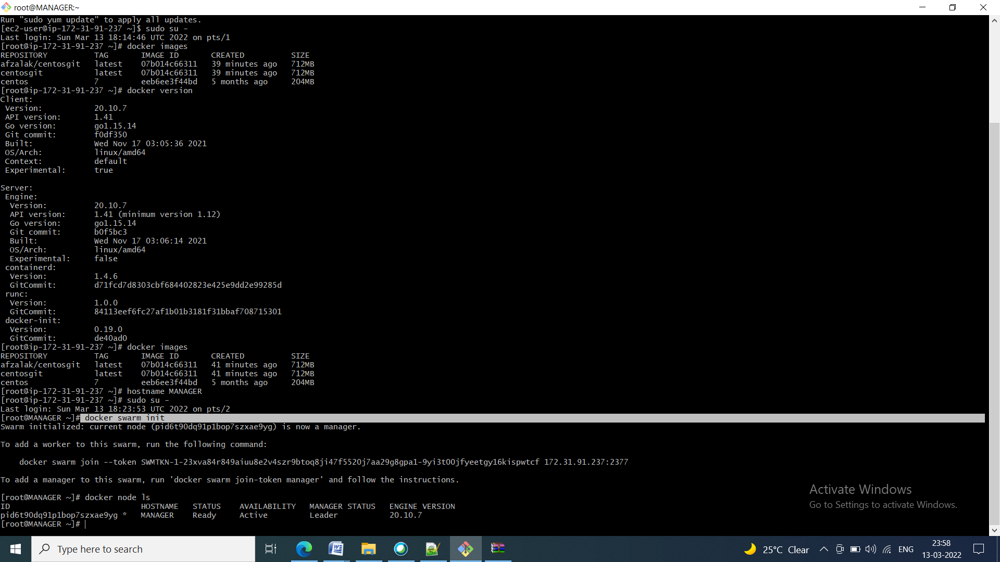 root@MANAGER:~
Run "sudo yum update" to apply all updates.
[ec2-user@ip-172-31-91-237 ~]$ sudo su -
Last login: Sun Mar 13 18:14:46 UTC 2022 on pts/1
[root@ip-172-31-91-237 ~]# docker images
REPOSITORY          TAG       IMAGE ID       CREATED          SIZE
afzalak/centosgit   latest    07b014c66311   39 minutes ago   712MB
centosgit           latest    07b014c66311   39 minutes ago   712MB
centos              7         eeb6ee3f44bd   5 months ago     204MB
[root@ip-172-31-91-237 ~]# docker version
Client:
 Version:           20.10.7
 API version:       1.41
 Go version:        go1.15.14
 Git commit:        f0df350
 Built:             Wed Nov 17 03:05:36 2021
 OS/Arch:           linux/amd64
 Context:           default
 Experimental:      true
Server:
 Engine:
  Version:          20.10.7
  API version:      1.41 (minimum version 1.12)
  Go version:       go1.15.14
  Git commit:       b0f5bc3
  Built:            Wed Nov 17 03:06:14 2021
  OS/Arch:          linux/amd64
  Experimental:     false
 containerd:
  Version:          1.4.6
  GitCommit:        d71fcd7d8303cbf684402823e425e9dd2e99285d
 runc:
  Version:          1.0.0
  GitCommit:        84113eef6fc27af1b01b3181f31bbaf708715301
 docker-init:
  Version:          0.19.0
  GitCommit:        de40ad0
[root@ip-172-31-91-237 ~]# docker images
REPOSITORY          TAG       IMAGE ID       CREATED          SIZE
afzalak/centosgit   latest    07b014c66311   41 minutes ago   712MB
centosgit           latest    07b014c66311   41 minutes ago   712MB
centos              7         eeb6ee3f44bd   5 months ago     204MB
[root@ip-172-31-91-237 ~]# hostname MANAGER
[root@ip-172-31-91-237 ~]# sudo su -
Last login: Sun Mar 13 18:23:53 UTC 2022 on pts/2
[root@MANAGER ~]# docker swarm init
Swarm initialized: current node (pid6t90dq91p1bop7szxae9yg) is now a manager.
To add a worker to this swarm, run the following command:
    docker swarm join --token SWMTKN-1-23xva84r849aiuu8e2v4szr9btoq8ji47f5520j7aa29g8gpa1-9yi3t00jfyeetgy16kispwtcf 172.31.91.237:2377
To add a manager to this swarm, run 'docker swarm join-token manager' and follow the instructions.
[root@MANAGER ~]# docker node ls
ID                            HOSTNAME   STATUS    AVAILABILITY   MANAGER STATUS   ENGINE VERSION
pid6t90dq91p1bop7szxae9yg *   MANAGER    Ready     Active         Leader           20.10.7
[root@MANAGER ~]#
Activate Windows
Go to Settings to activate Windows.
Type here to search
25°C Clear
ENG
23:58
13-03-2022